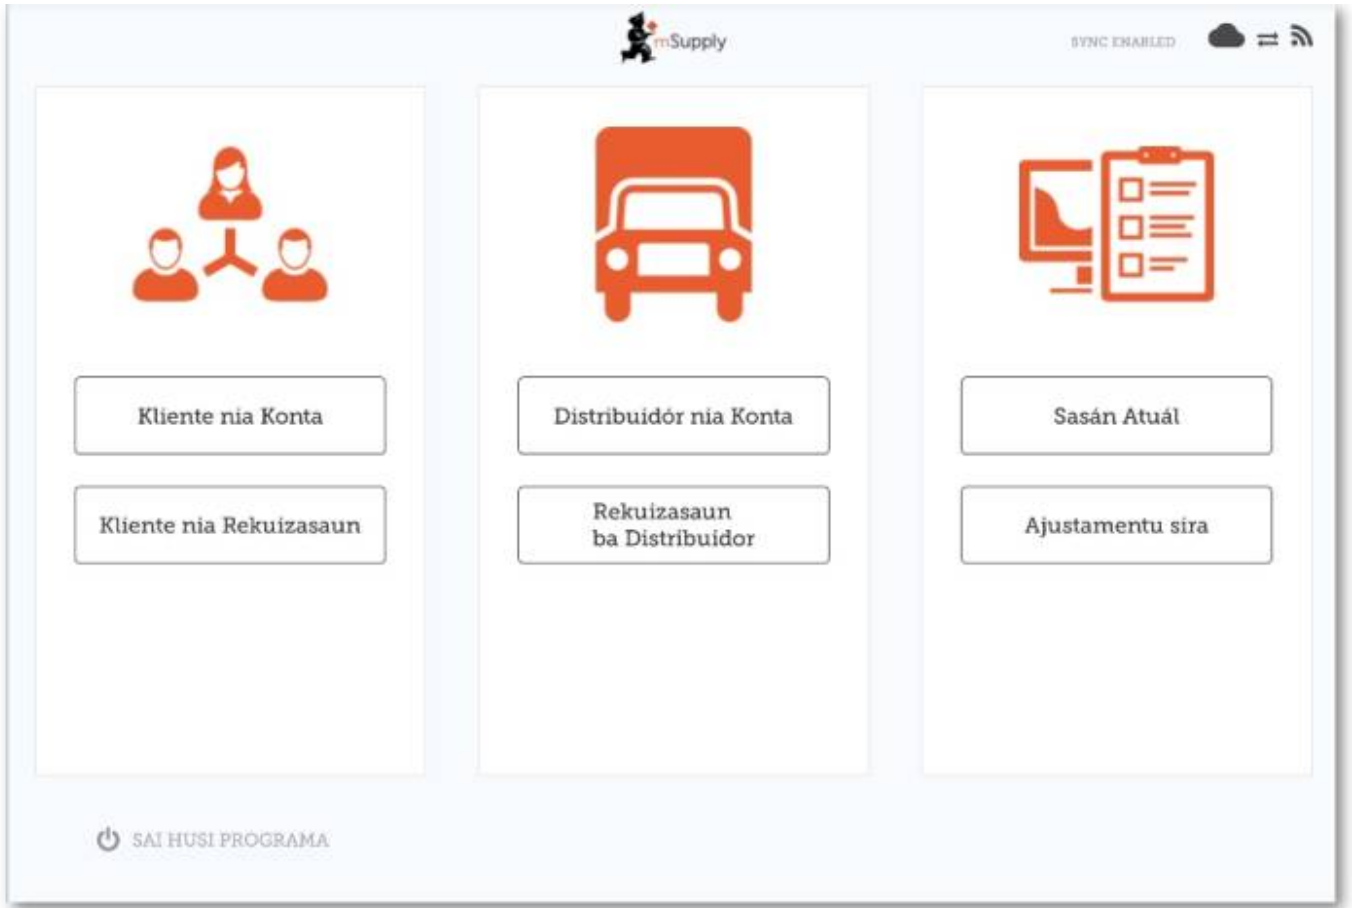 mSupply
SYNC ENABLED
Kliente nia Konta
Kliente nia Rekuizasaun
Distribuidór nia Konta
Rekuizasaun
ba Distribuidor
Sasán Atuál
Ajustamentu sira
SAI HUSI PROGRAMA